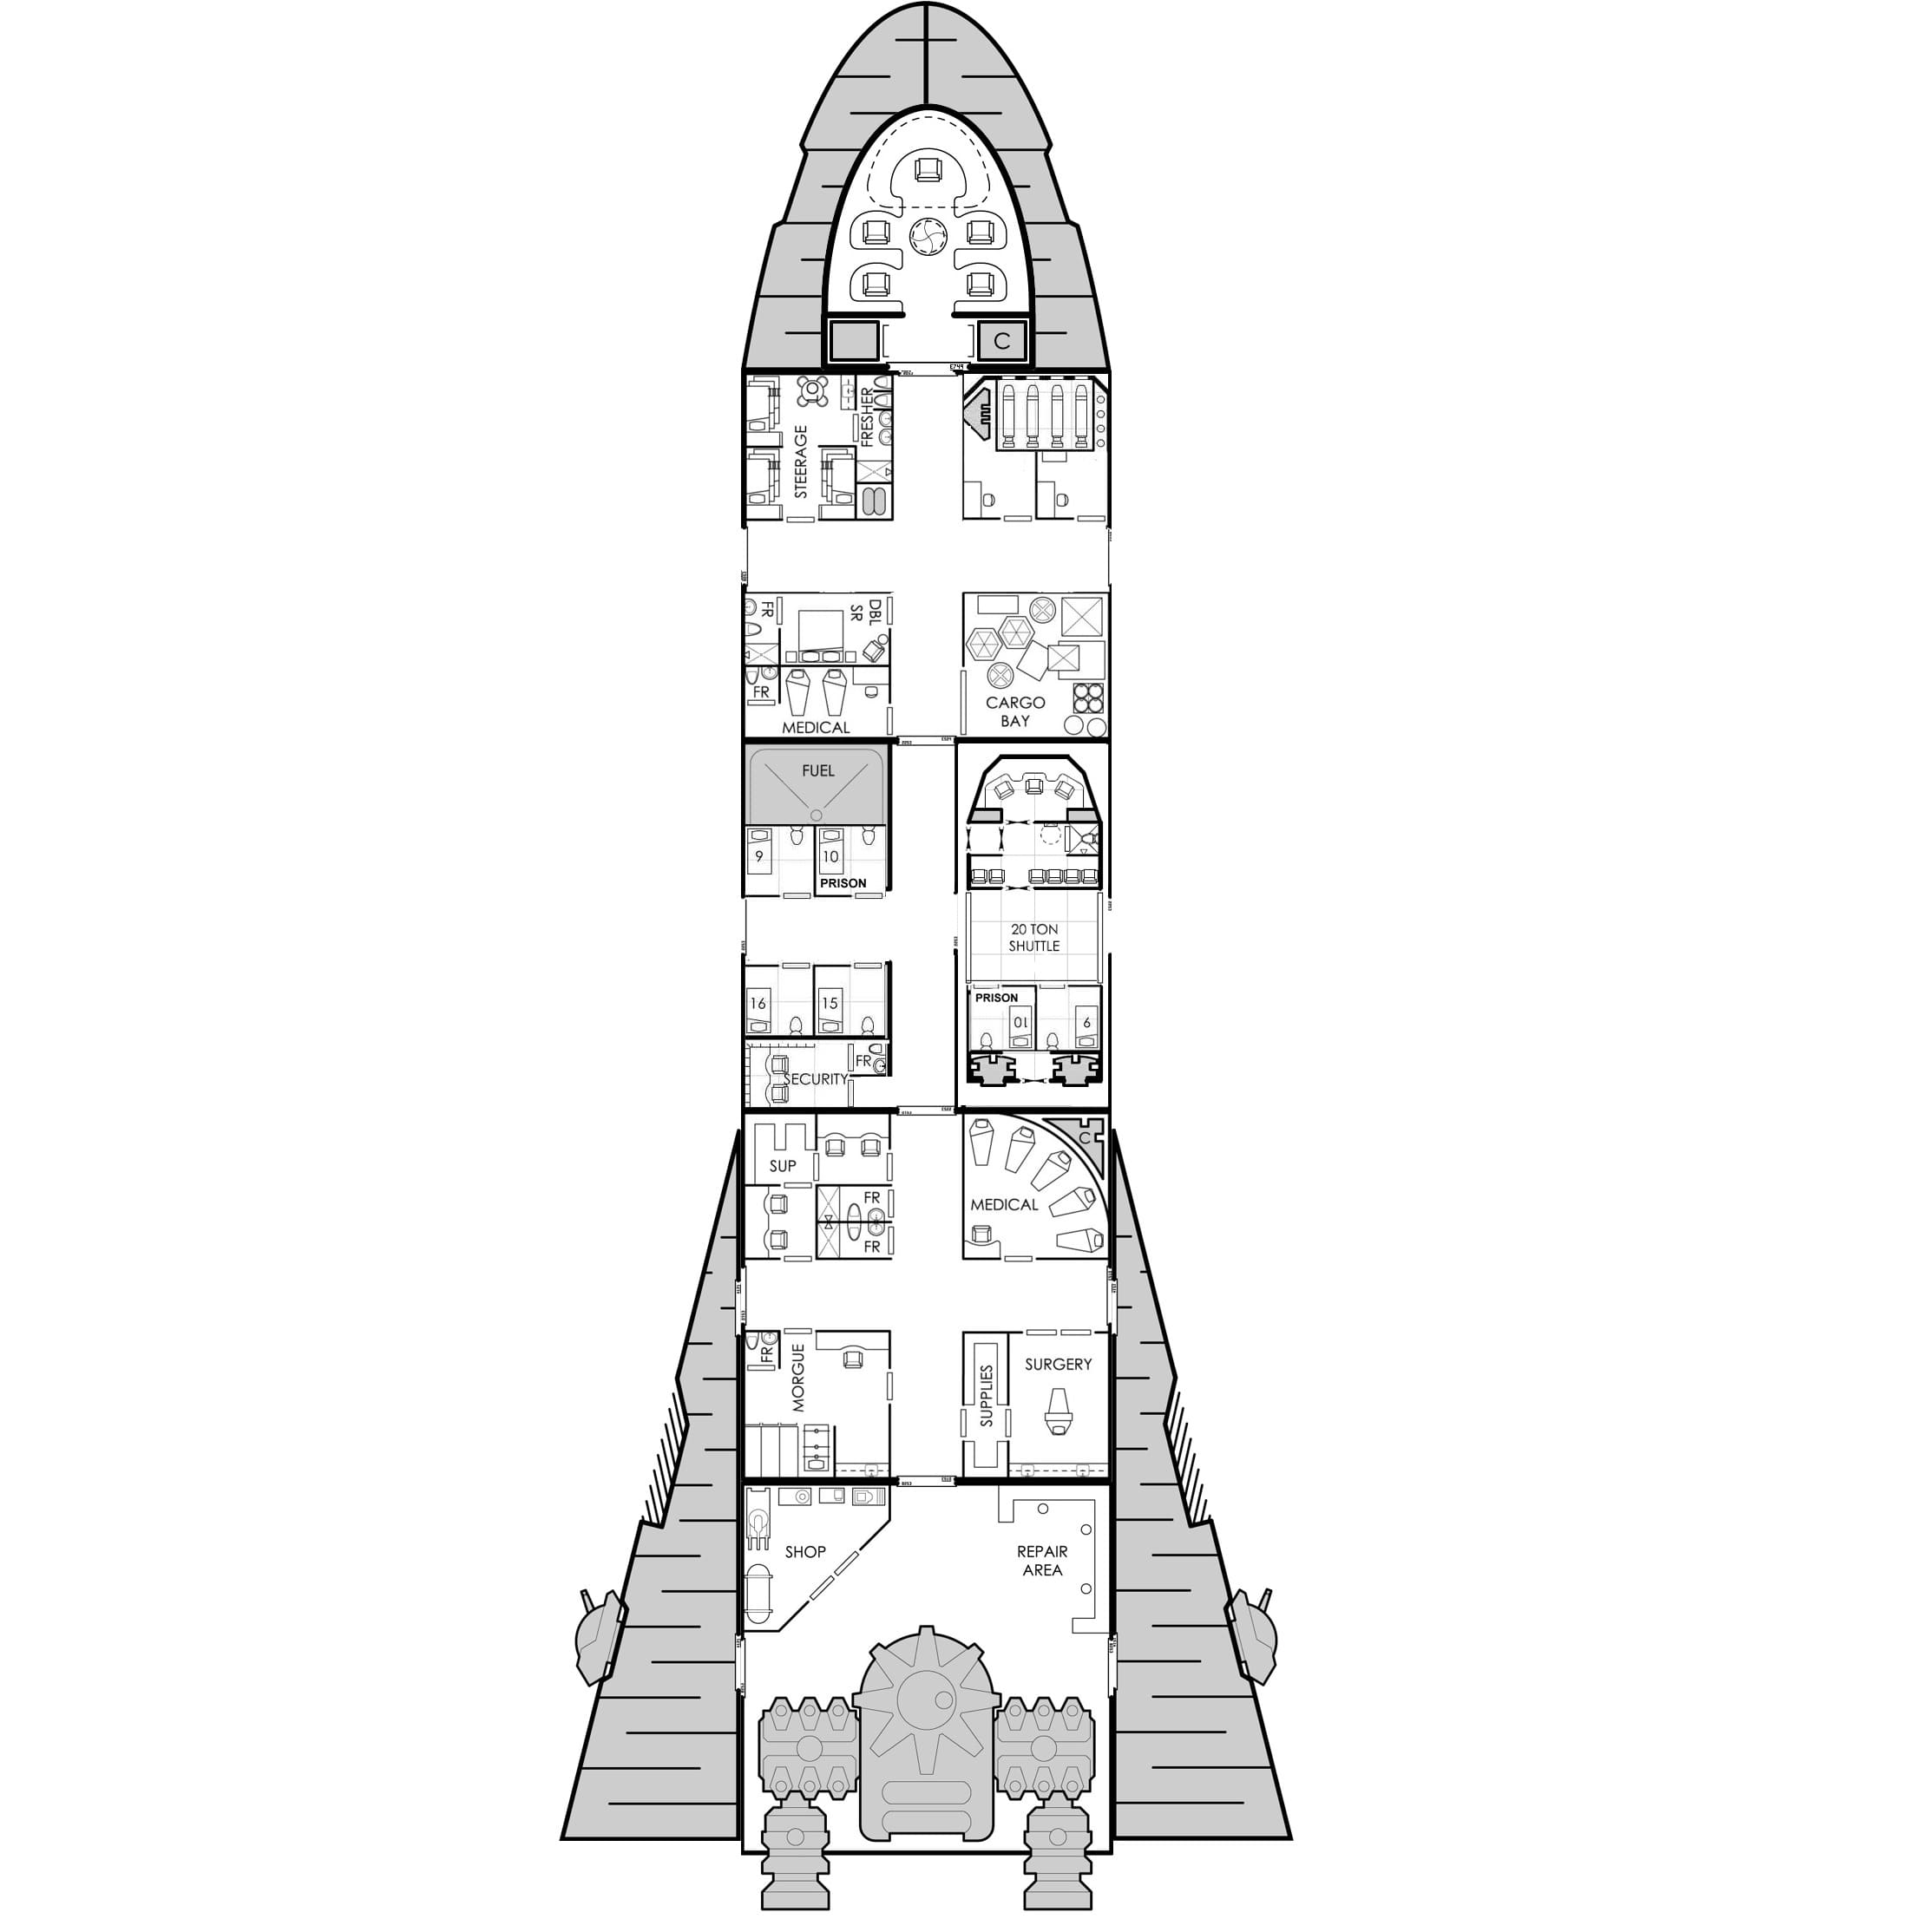 C
STEERAGE
FRESHER
FR
DBL
SR
FR
MEDICAL
CARGO
BAY
FUEL
9
10
PRISON
20 TON
SHUTTLE
16
15
PRISON
10
9
FR
SECURITY
SUP
FR
FR
C
MEDICAL
FR
MORGUE
SUPPLIES
SURGERY
SHOP
REPAIR
AREA